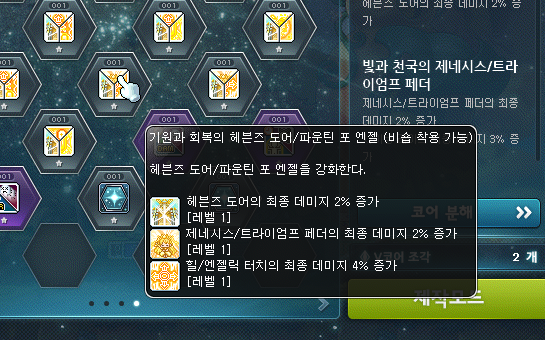 001
001
001
001
001
001
기원과 회복의 헤븐즈 도어/파운틴 포 엔젤 (비숍 착용 가능)
헤븐즈 도어/파운틴 포 엔젤을 강화한다.
헤븐즈 도어의 최종 데미지 2% 증가
[레벨 1]
제네시스/트라이엄프 페더의 최종 데미지 2% 증가
[레벨 1]
힐/엔젤릭 터치의 최종 데미지 4% 증가
[레벨 1]
헤븐즈 도어의 최종 데미지 2% 증
가
빛과 천국의 제네시스/트라
이엄프 페더
제네시스/트라이엄프 페더의 최종
데미지 2% 증가
3% 증
코어 분해
코어 조각
2 개
제작모드